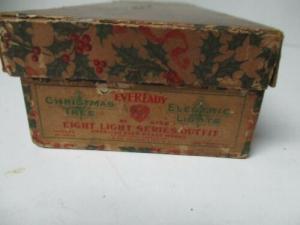 EVEREADY
CHRISTMAS TREE
ELECTRIC LIGHTS
EIGHT LIGHT SERIES OUTFIT